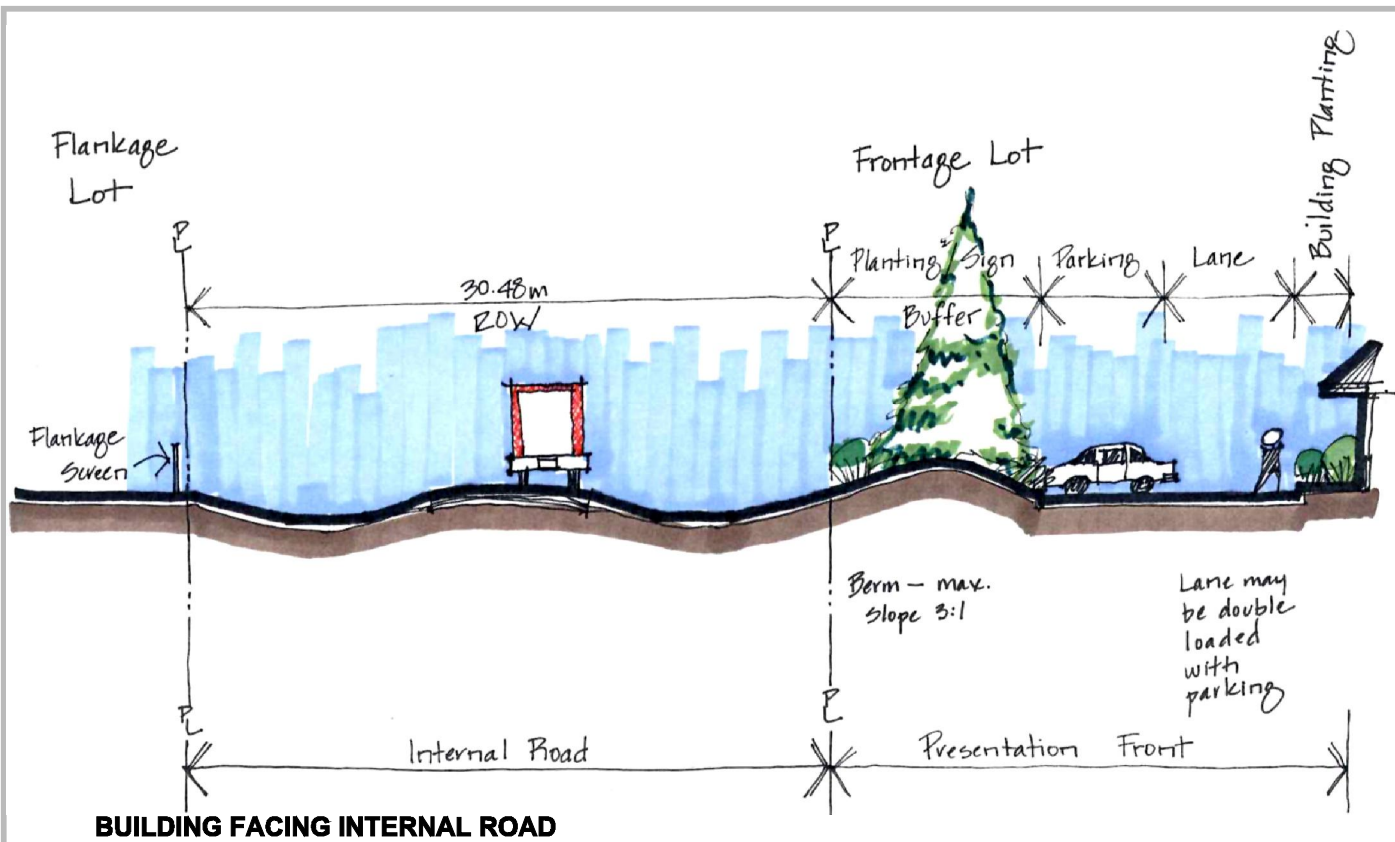 Flankage
Lot
Frontage Lot
Building Planting
PL
PL
Planting/Sign
Buffer
Parking
Lane
30.48m
ROW
Flankage
Screen
Berm - max.
Slope 3:1
Lane may
be double
loaded
with
parking
PL
PL
Internal Road
Presentation Front
BUILDING FACING INTERNAL ROAD